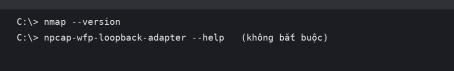 C:\> nmap --version
C:\> npcap-wfp-loopback-adapter --help (không bắt buộc)